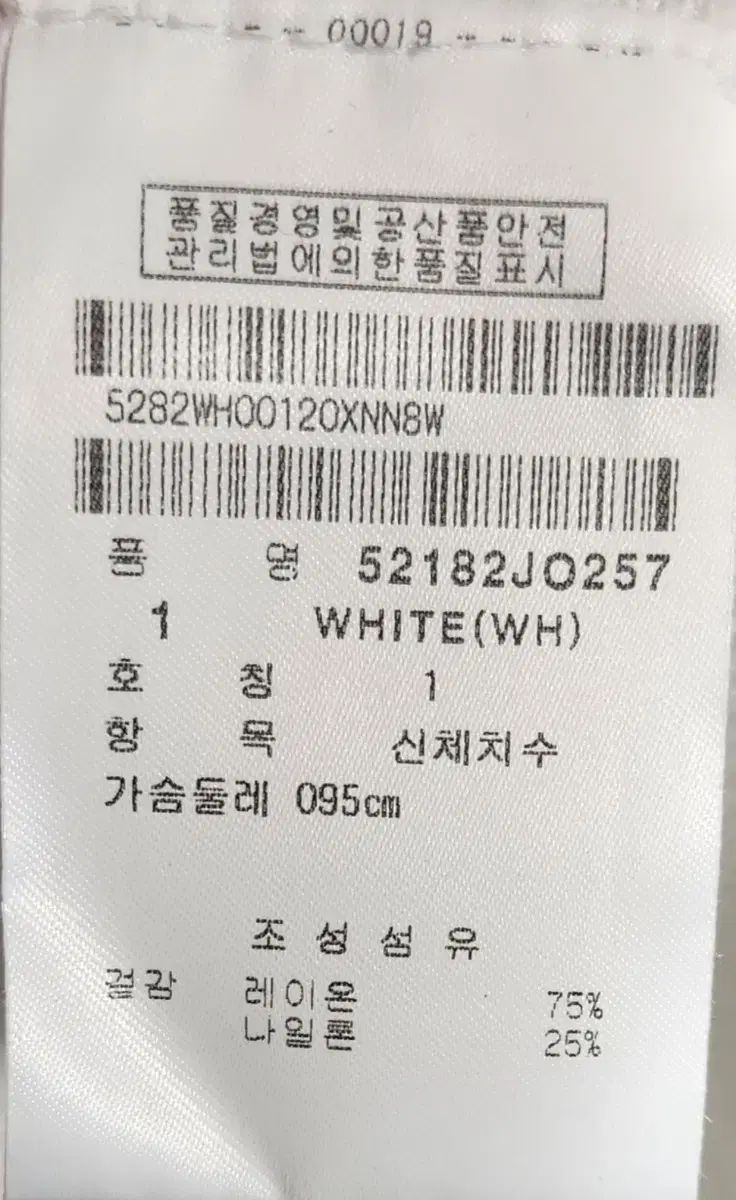 00019
품질경영및공산품안전
관리법에의한품질표시
5282WH00120XNN8W
품 명 52182JO257
1 WHITE(WH)
호 칭 1
항 목 신체치수
가슴둘레 095cm
조성섬유
겉감 레이온 75%
나일론 25%